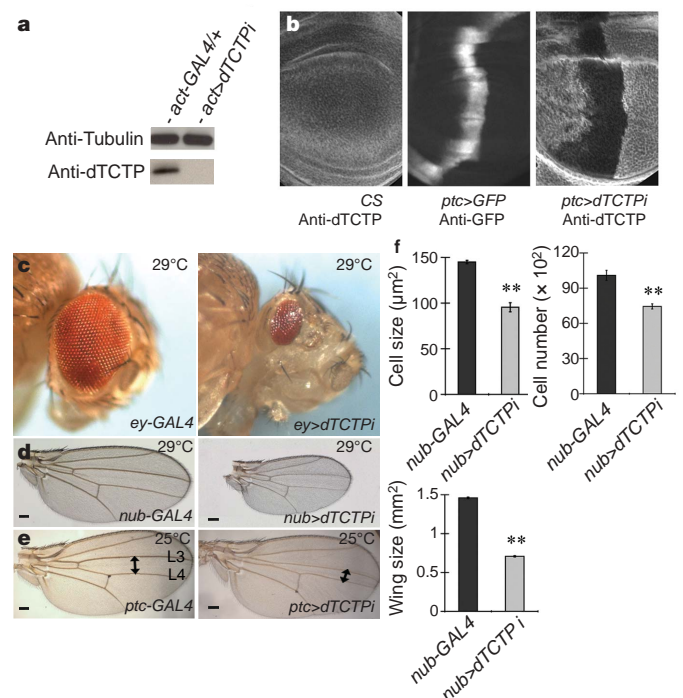 a
- act-GAL4/+
- act>dTCTPi
Anti-Tubulin
Anti-dTCTP
b
CS
Anti-dTCTP
ptc>GFP
Anti-GFP
ptc>dTCTPi
Anti-dTCTP
c
29°C
ey-GAL4
29°C
ey>dTCTPi
d
29°C
nub-GAL4
29°C
nub>dTCTPi
e
25°C
L3
L4
ptc-GAL4
25°C
ptc>dTCTPi
f
Cell size (µm²)
150
100
50
0
**
nub-GAL4
nub>dTCTPi
Cell number (× 10²)
120
90
60
30
0
**
nub-GAL4
nub>dTCTPi
Wing size (mm²)
1.5
1
0.5
0
**
nub-GAL4
nub>dTCTP i